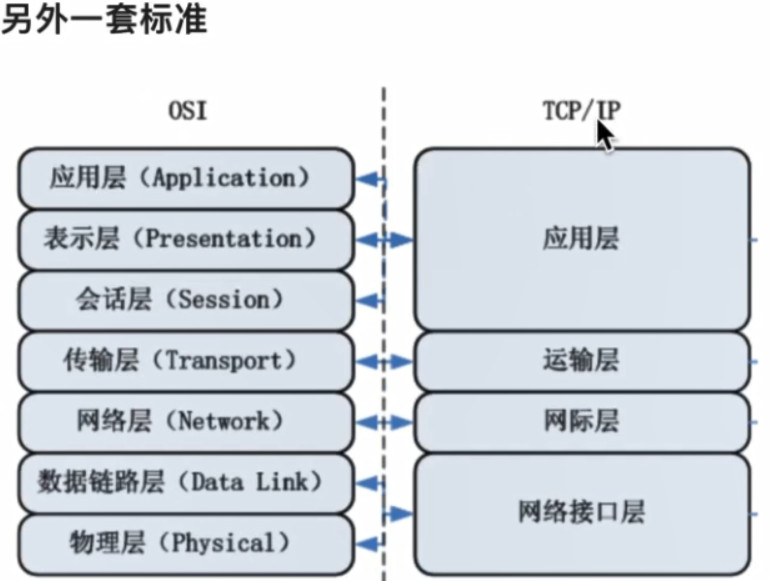 另外一套标准
OSI
TCP/IP
应用层（Application）
表示层（Presentation）
会话层（Session）
传输层（Transport）
网络层（Network）
数据链路层（Data Link）
物理层（Physical）
应用层
运输层
网际层
网络接口层